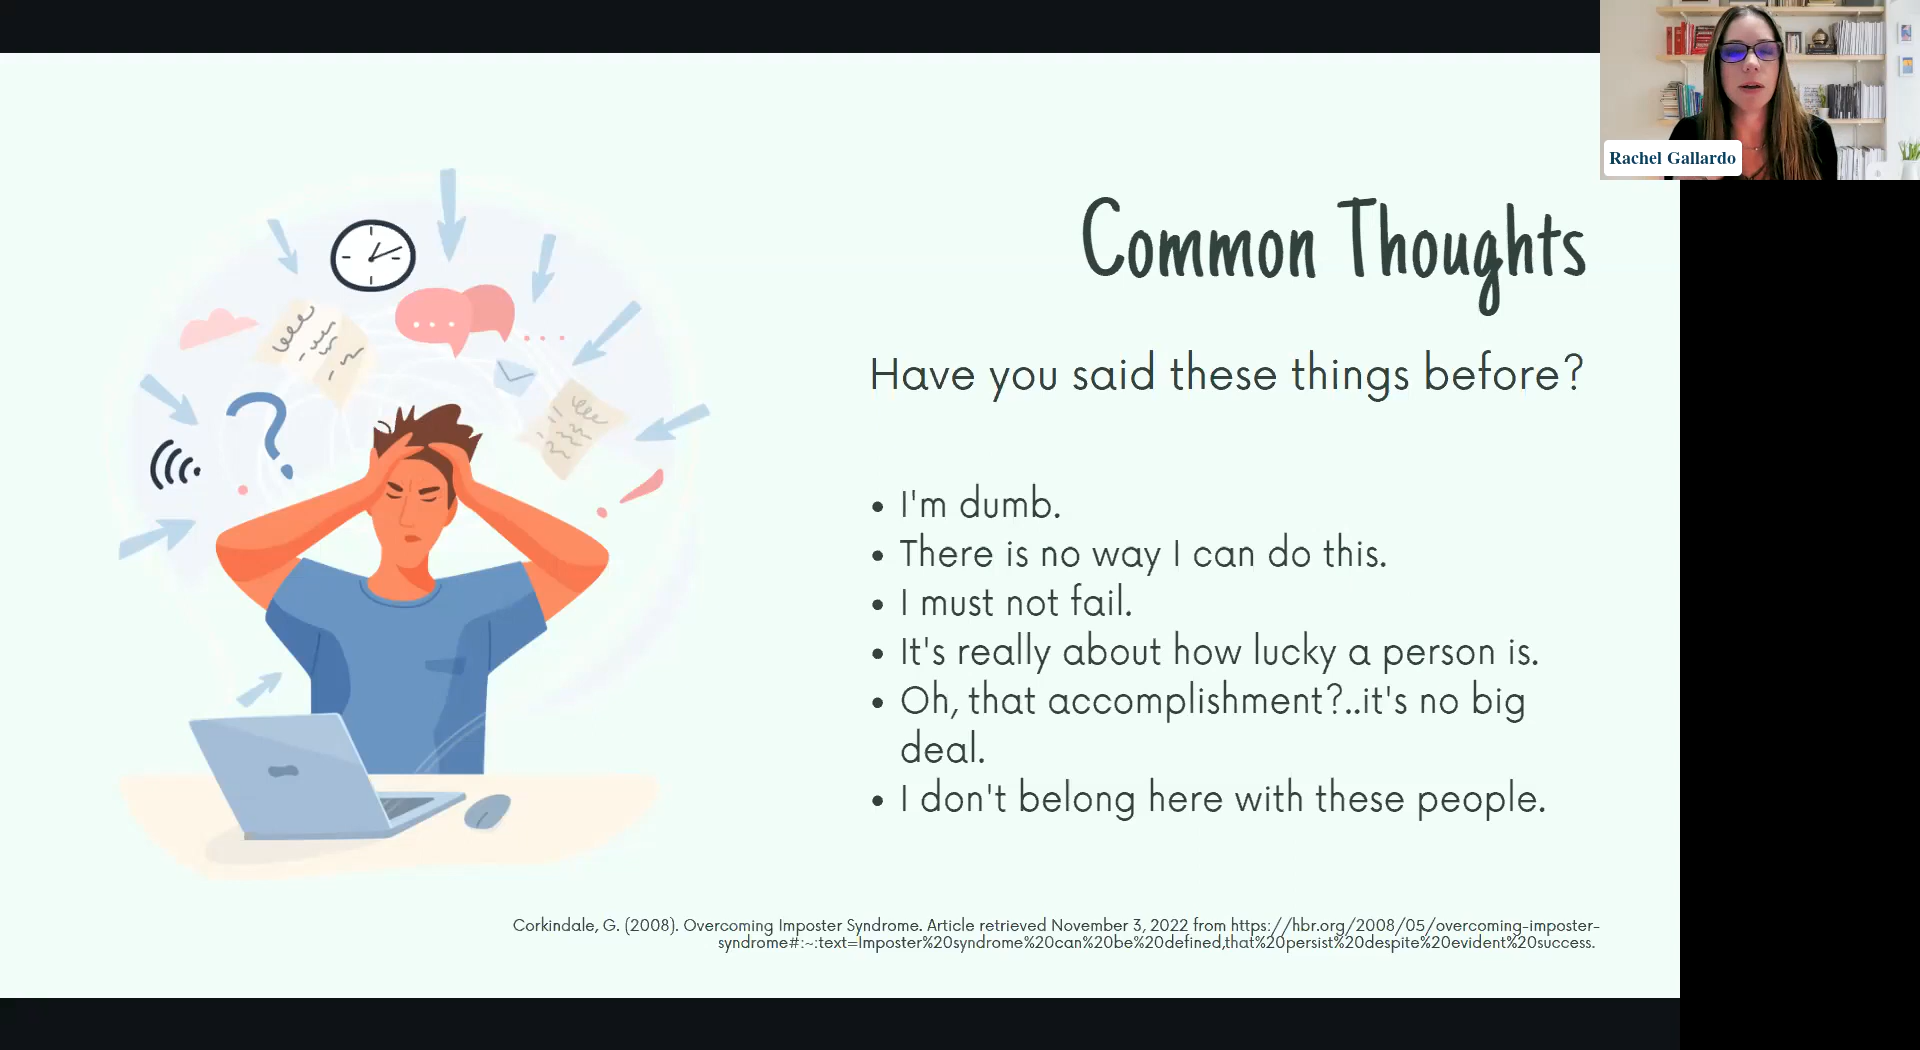 Rachel Gallardo
Common Thoughts
Have you said these things before?
• I'm dumb.
• There is no way I can do this.
• I must not fail.
• It's really about how lucky a person is.
• Oh, that accomplishment?..it's no big
deal.
• I don't belong here with these people.
Corkindale, G. (2008). Overcoming Imposter Syndrome. Article retrieved November 3, 2022 from https://hbr.org/2008/05/overcoming-imposter-
syndrome#:~:text=Imposter%20syndrome%20can%20be%20defined,that%20persist%20despite%20evident%20success.